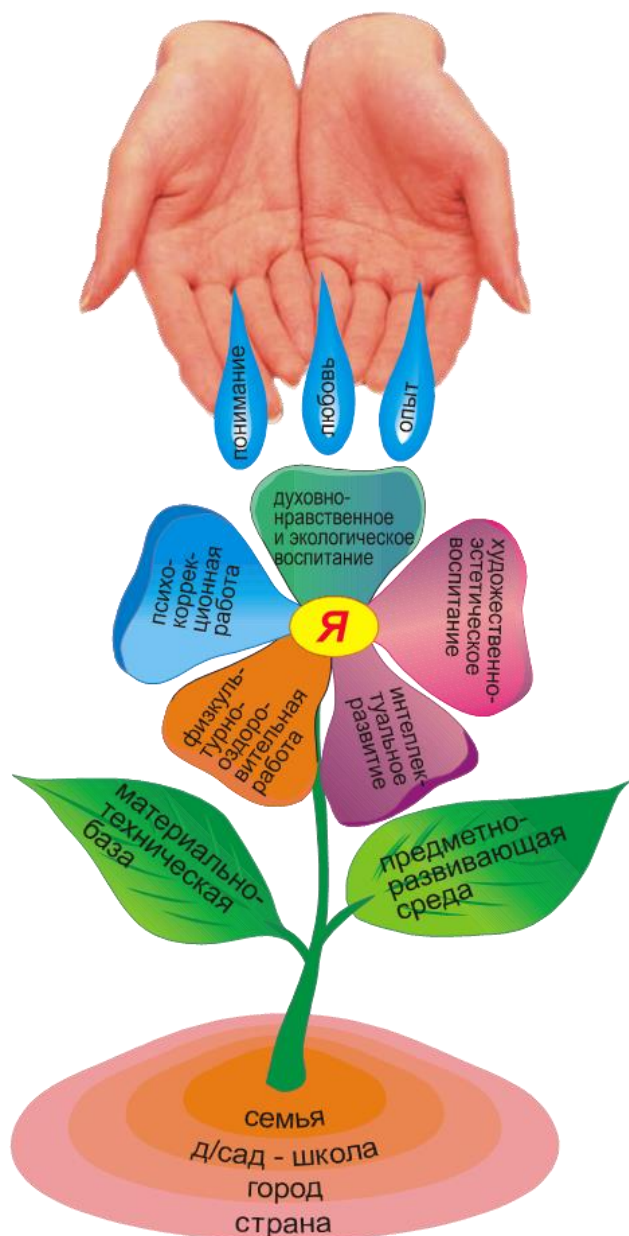 понимание
любовь
опыт
духовно-
нравственное
и экологическое
воспитание
психо-
коррек-
ционная
работа
художественно-
эстетическое
воспитание
Я
физкуль-
турно-
оздоро-
вительная
работа
интеллек-
туальное
развитие
материально-
техническая
база
предметно-
развивающая
среда
семья
д/сад - школа
город
страна